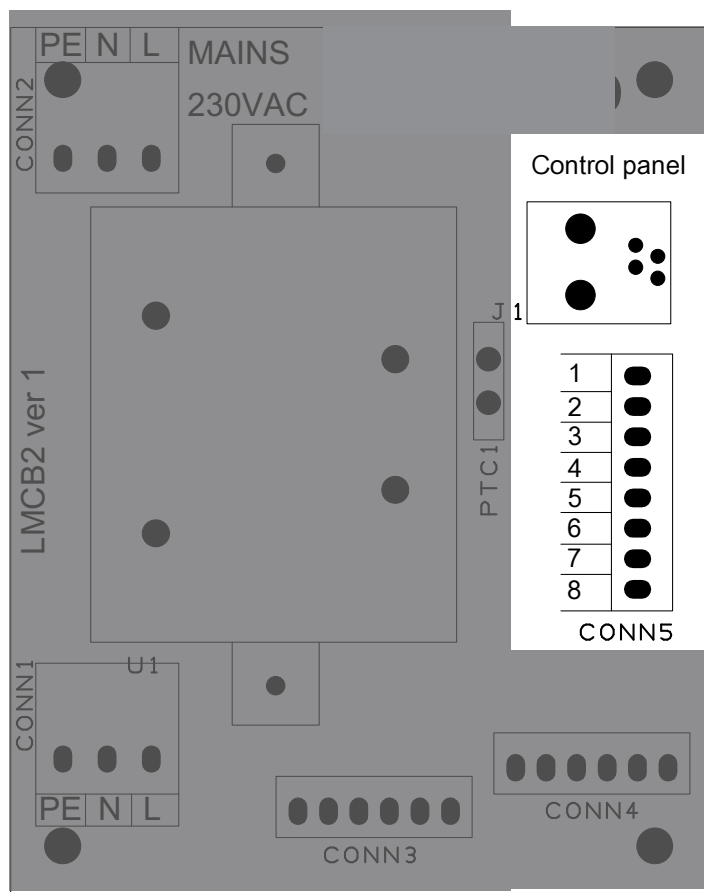 PE N L
MAINS
230VAC
CONN2
Control panel
J1
1
2
3
4
5
6
7
8
CONN5
PTC1
LMCB2 ver 1
U1
CONN1
PE N L
CONN3
CONN4